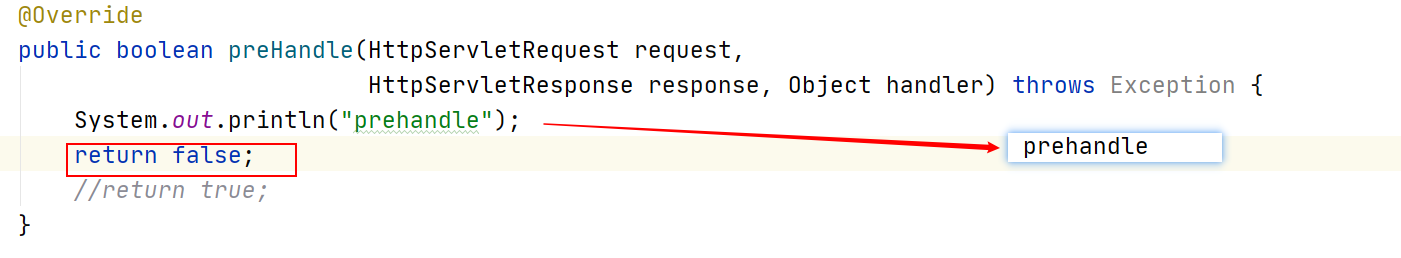 @Override
public boolean preHandle(HttpServletRequest request,
HttpServletResponse response, Object handler) throws Exception {
System.out.println("prehandle");
prehandle
return false;
//return true;
}